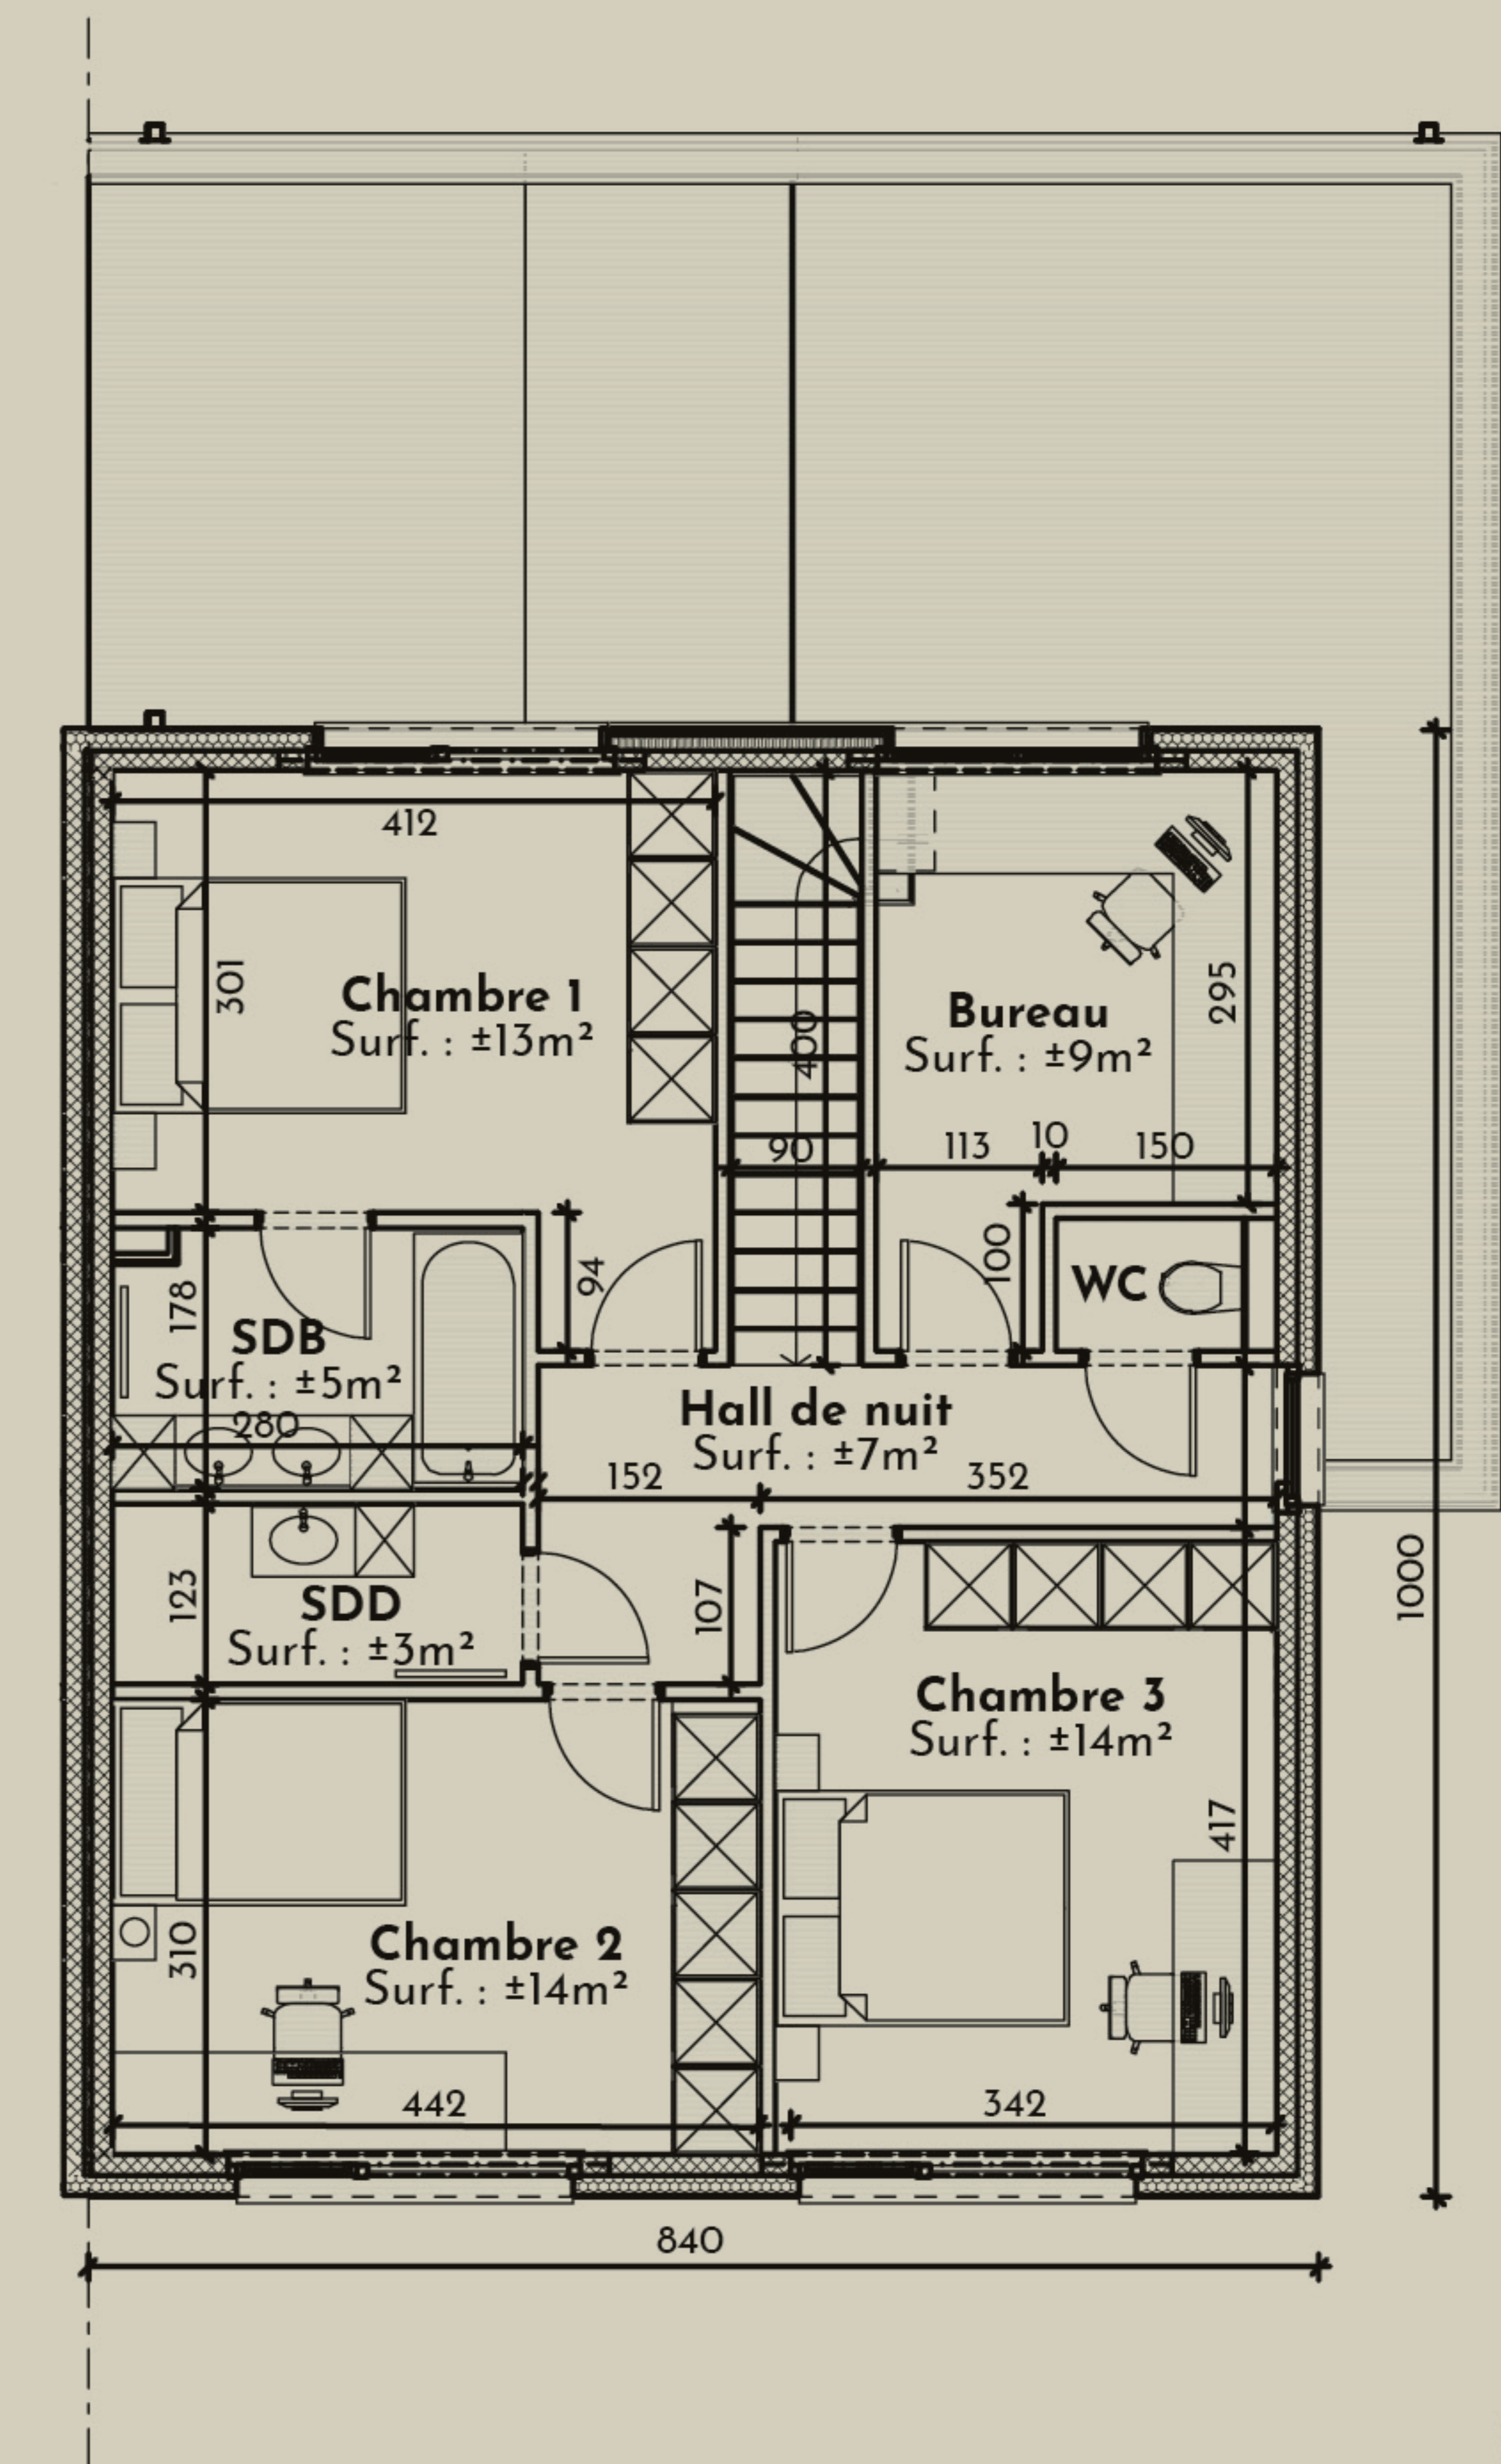 412
301
Chambre 1
Surf. : ±13m²
400
Bureau
Surf. : ±9m²
295
90
113
10
150
94
100
WC
178
SDB
Surf. : ±5m²
280
Hall de nuit
Surf. : ±7m²
152
352
123
SDD
Surf. : ±3m²
107
1000
Chambre 3
Surf. : ±14m²
417
310
Chambre 2
Surf. : ±14m²
442
342
840